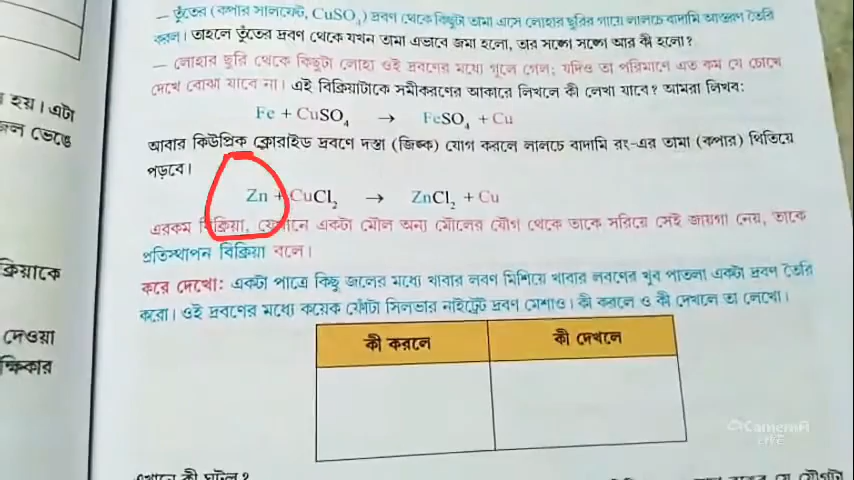 — তুঁতের (কপার সালফেট, CuSO₄) দ্রবণ থেকে কিছুটা তামা এসে লোহার ছুরির গায়ে লালচে বাদামি আস্তরণ তৈরি
করল। তাহলে তুঁতের দ্রবণ থেকে যখন তামা এভাবে জমা হলো, তার সঙ্গে সঙ্গে আর কী হলো?
— লোহার ছুরি থেকে কিছুটা লোহা ওই দ্রবণের মধ্যে গুলে গেল; যদিও তা পরিমাণে এত কম যে চোখে
দেখে বোঝা যাবে না। এই বিক্রিয়াটাকে সমীকরণের আকারে লিখলে কী লেখা যাবে? আমরা লিখব:
হয়। এটা
জল ভেঙে
Fe + CuSO₄ → FeSO₄ + Cu
আবার কিউপ্রিক ক্লোরাইড দ্রবণে দস্তা (জিঙ্ক) যোগ করলে লালচে বাদামি রং-এর তামা (কপার) থিতিয়ে
পড়বে।
Zn + CuCl₂ → ZnCl₂ + Cu
এরকম বিক্রিয়া, যেখানে একটা মৌল অন্য মৌলের যৌগ থেকে তাকে সরিয়ে সেই জায়গা নেয়, তাকে
প্রতিস্থাপন বিক্রিয়া বলে।
ক্রিয়াকে
করে দেখো: একটা পাত্রে কিছু জলের মধ্যে খাবার লবণ মিশিয়ে খাবার লবণের খুব পাতলা একটা দ্রবণ তৈরি
করো। ওই দ্রবণের মধ্যে কয়েক ফোঁটা সিলভার নাইট্রেট দ্রবণ মেশাও। কী করলে ও কী দেখলে তা লেখো।
দেওয়া
ক্ষিকার
কী করলে কী দেখলে
এখানে কী ঘটল?